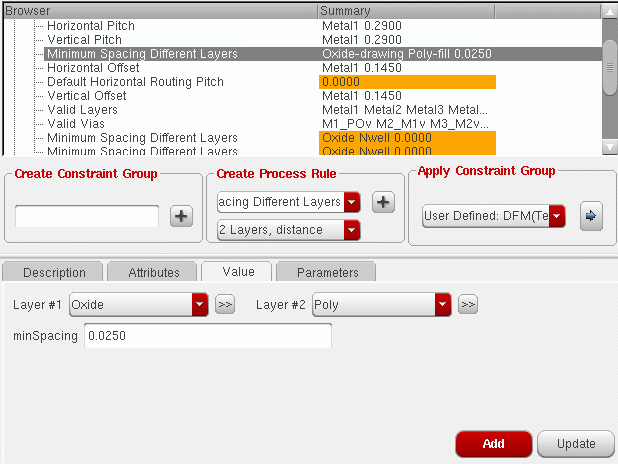 Browser Summary
Horizontal Pitch Metal1 0.2900
Vertical Pitch Metal1 0.2900
Minimum Spacing Different Layers Oxide-drawing Poly-fill 0.0250
Horizontal Offset Metal1 0.1450
Default Horizontal Routing Pitch 0.0000
Vertical Offset Metal1 0.1450
Valid Layers Metal1 Metal2 Metal3 Metal...
Valid Vias M1_POv M2_M1v M3_M2v...
Minimum Spacing Different Layers Oxide Nwell 0.0000
Minimum Spacing Different Layers Oxide Nwell 0.0000
Create Constraint Group Create Process Rule Apply Constraint Group
acing Different Layers
User Defined: DFM(Te
2 Layers, distance
Description Attributes Value Parameters
Layer #1 Oxide >> Layer #2 Poly >>
minSpacing 0.0250
Add Update